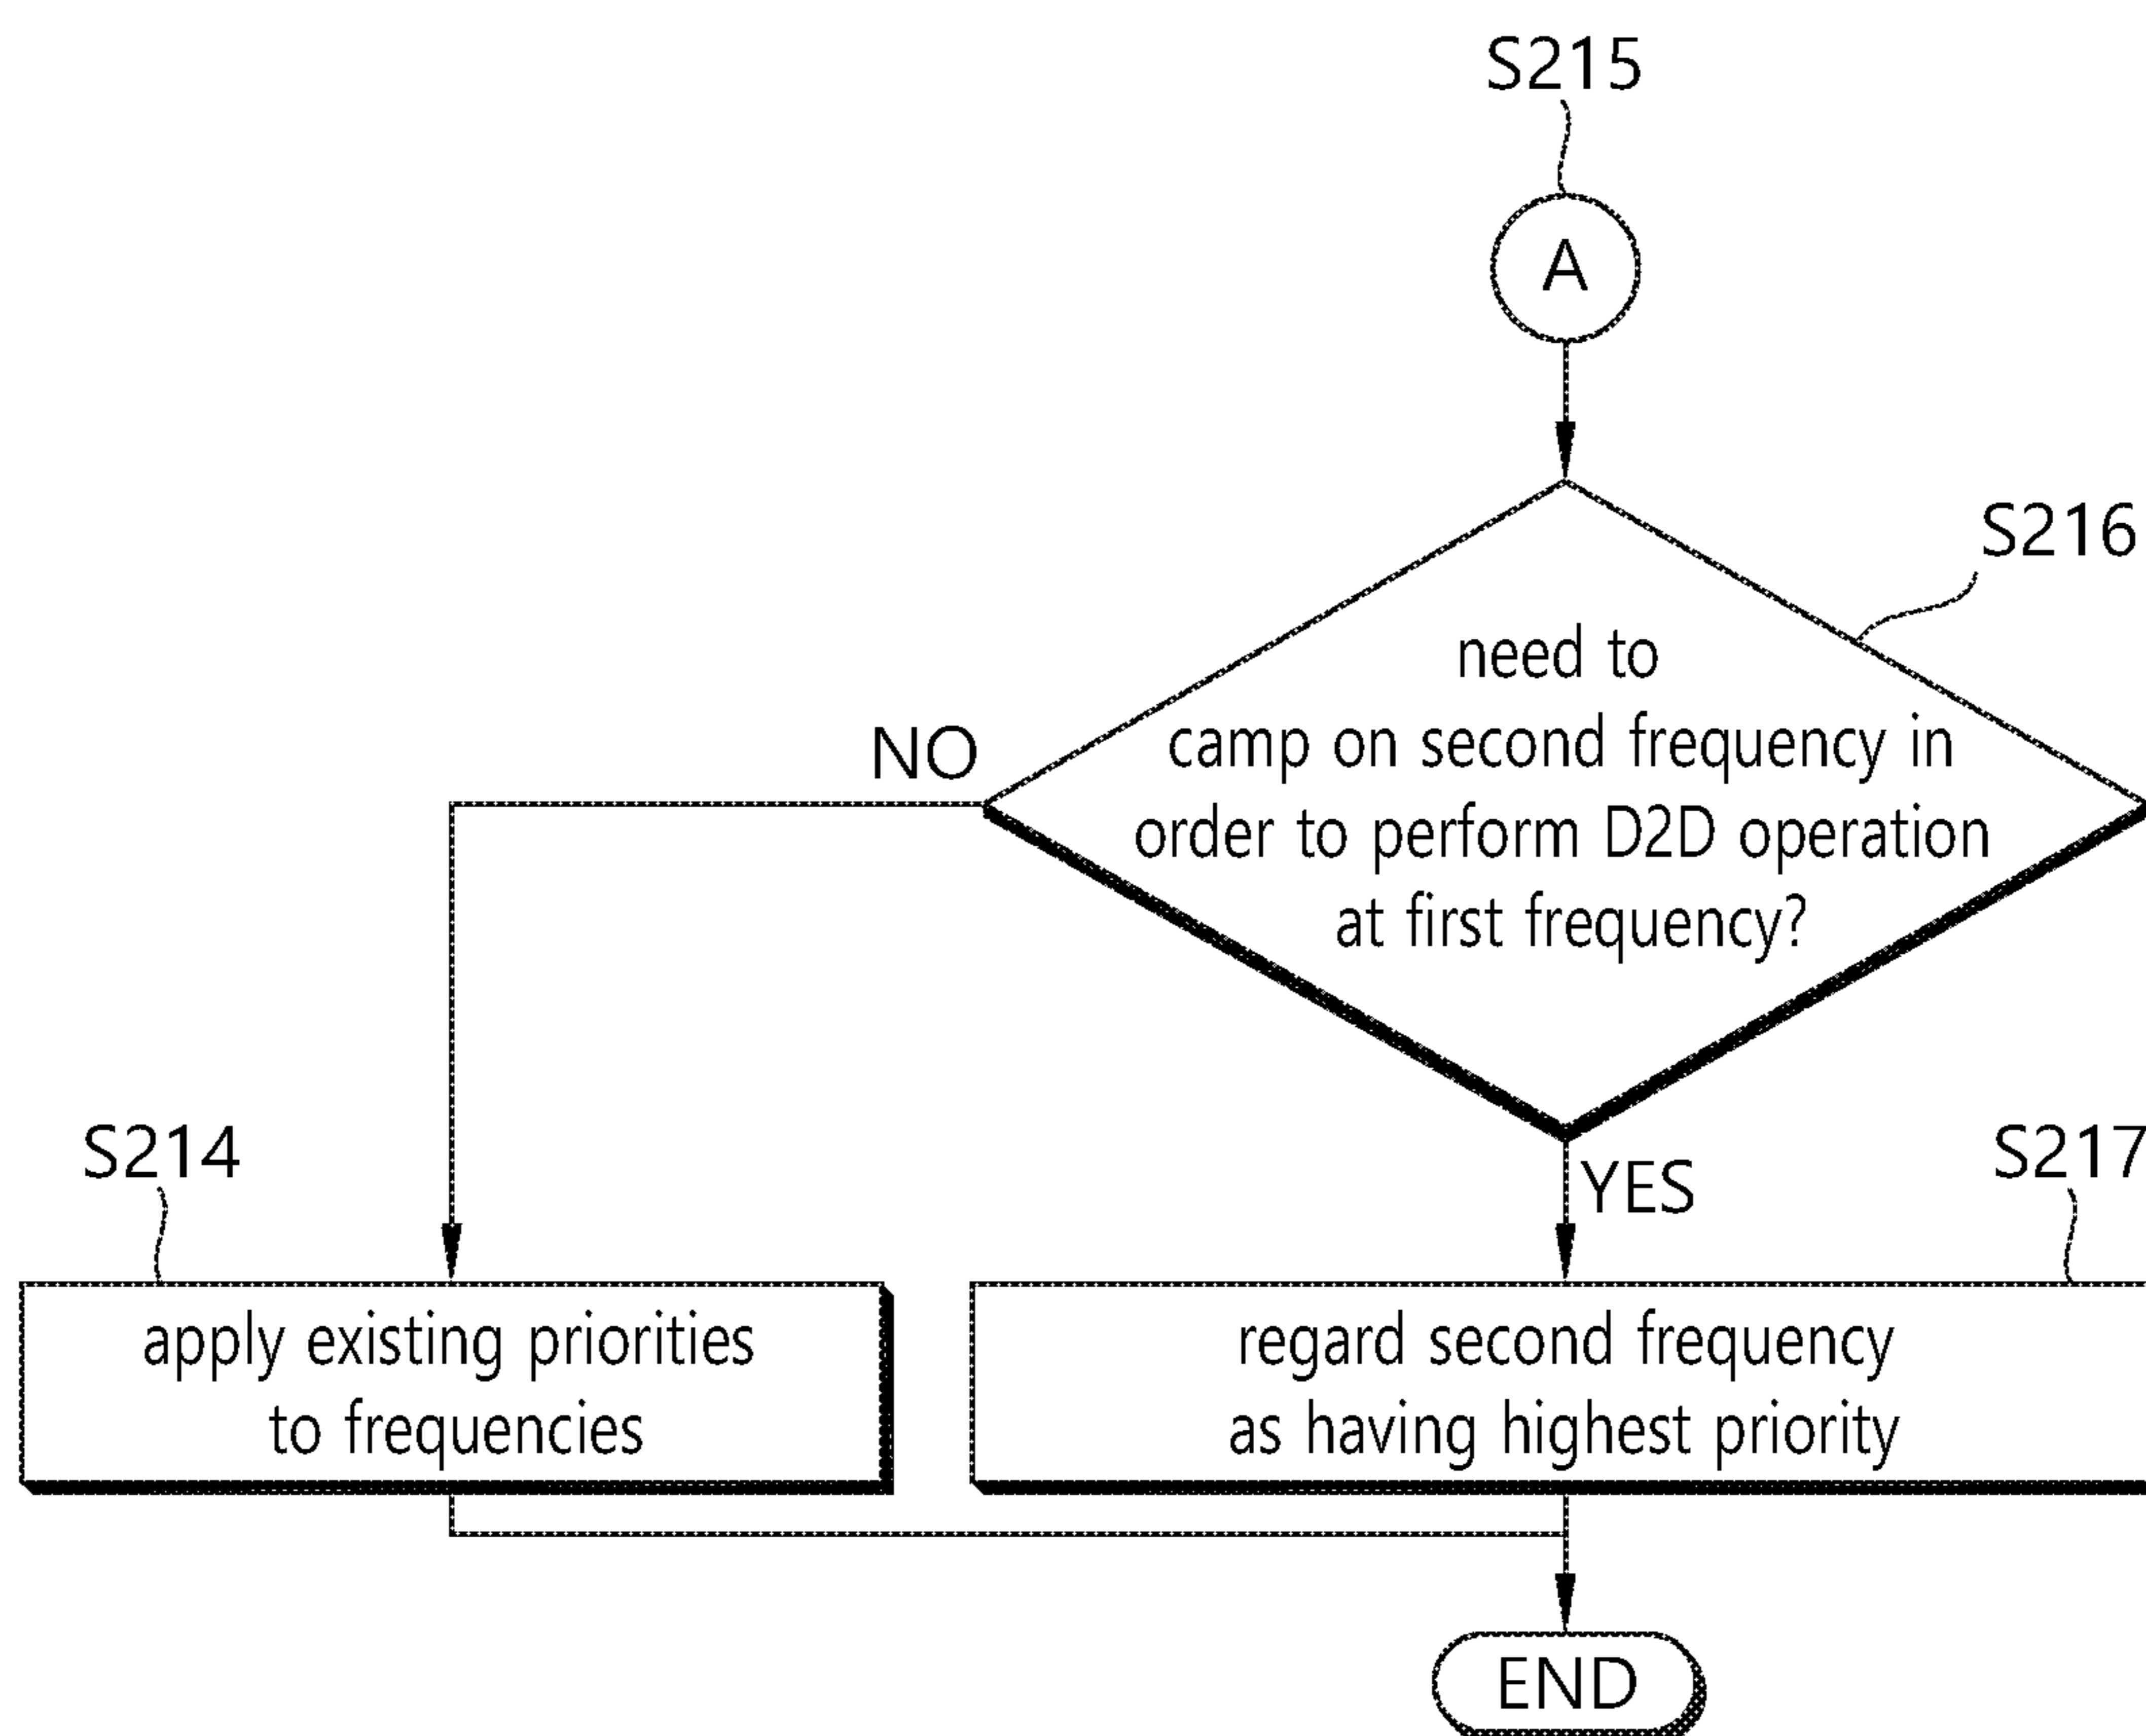 S215
A
S216
need to
camp on second frequency in
order to perform D2D operation
at first frequency?
NO
YES
S214
S217
apply existing priorities
to frequencies
regard second frequency
as having highest priority
END